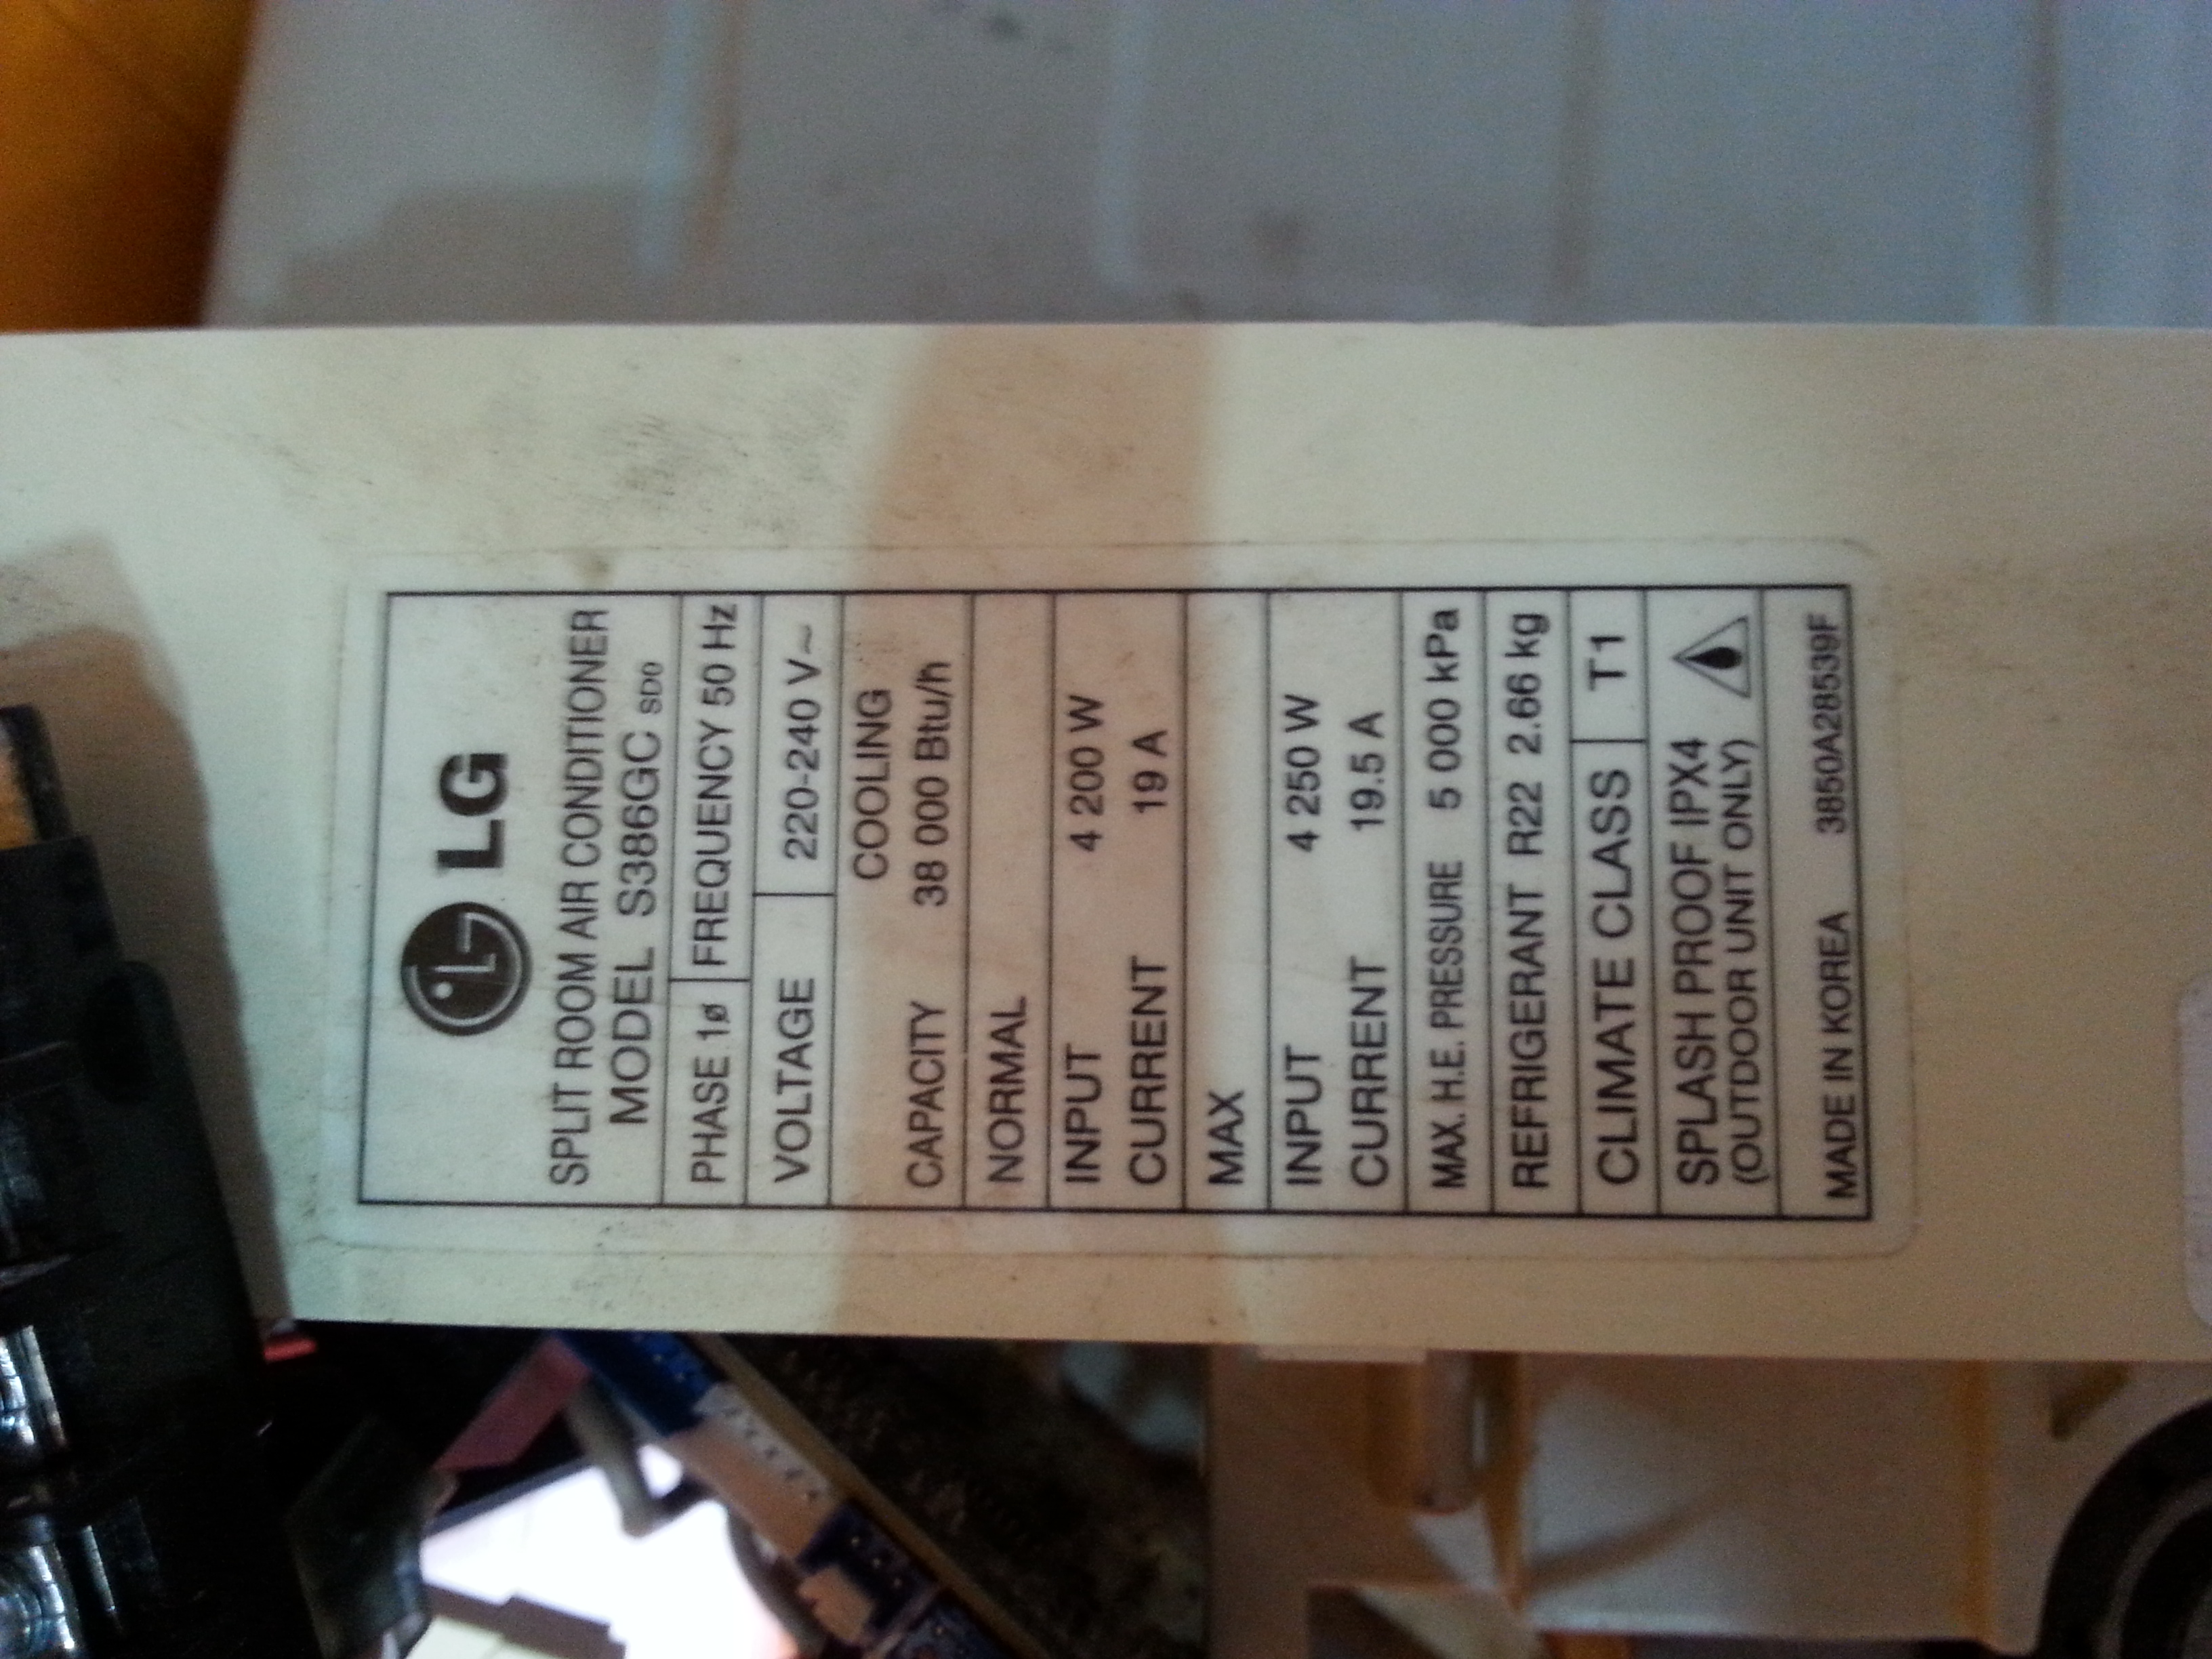 LG
SPLIT ROOM AIR CONDITIONER
MODEL S386GC SD0
PHASE 1ø FREQUENCY 50 Hz
VOLTAGE 220-240 V~
COOLING
CAPACITY 38 000 Btu/h
NORMAL
INPUT 4 200 W
CURRENT 19 A
MAX
INPUT 4 250 W
CURRENT 19.5 A
MAX. H.E. PRESSURE 5 000 kPa
REFRIGERANT R22 2.66 kg
CLIMATE CLASS T1
SPLASH PROOF IPX4
(OUTDOOR UNIT ONLY)
MADE IN KOREA 3850A28539F